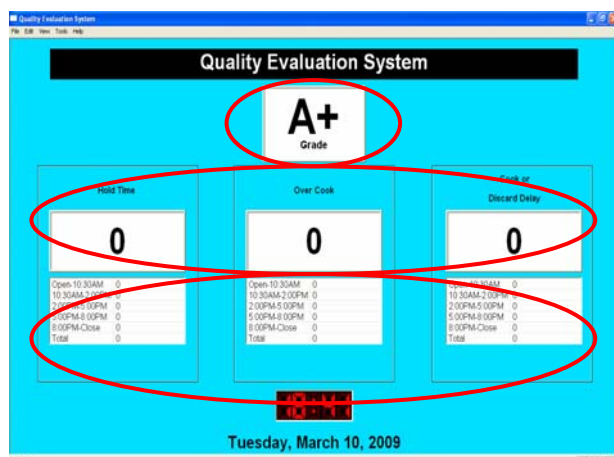 Quality Evaluation System
File Edit View Tools Help
Quality Evaluation System
A+
Grade
Hold Time
0
Open-10:30AM 0
10:30AM-2:00PM 0
2:00PM-5:00PM 0
5:00PM-8:00PM 0
8:00PM-Close 0
Total 0
Over Cook
0
Open-10:30AM 0
10:30AM-2:00PM 0
2:00PM-5:00PM 0
5:00PM-8:00PM 0
8:00PM-Close 0
Total 0
Cook or
Discard Delay
0
Open-10:30AM 0
10:30AM-2:00PM 0
2:00PM-5:00PM 0
5:00PM-8:00PM 0
8:00PM-Close 0
Total 0
Tuesday, March 10, 2009